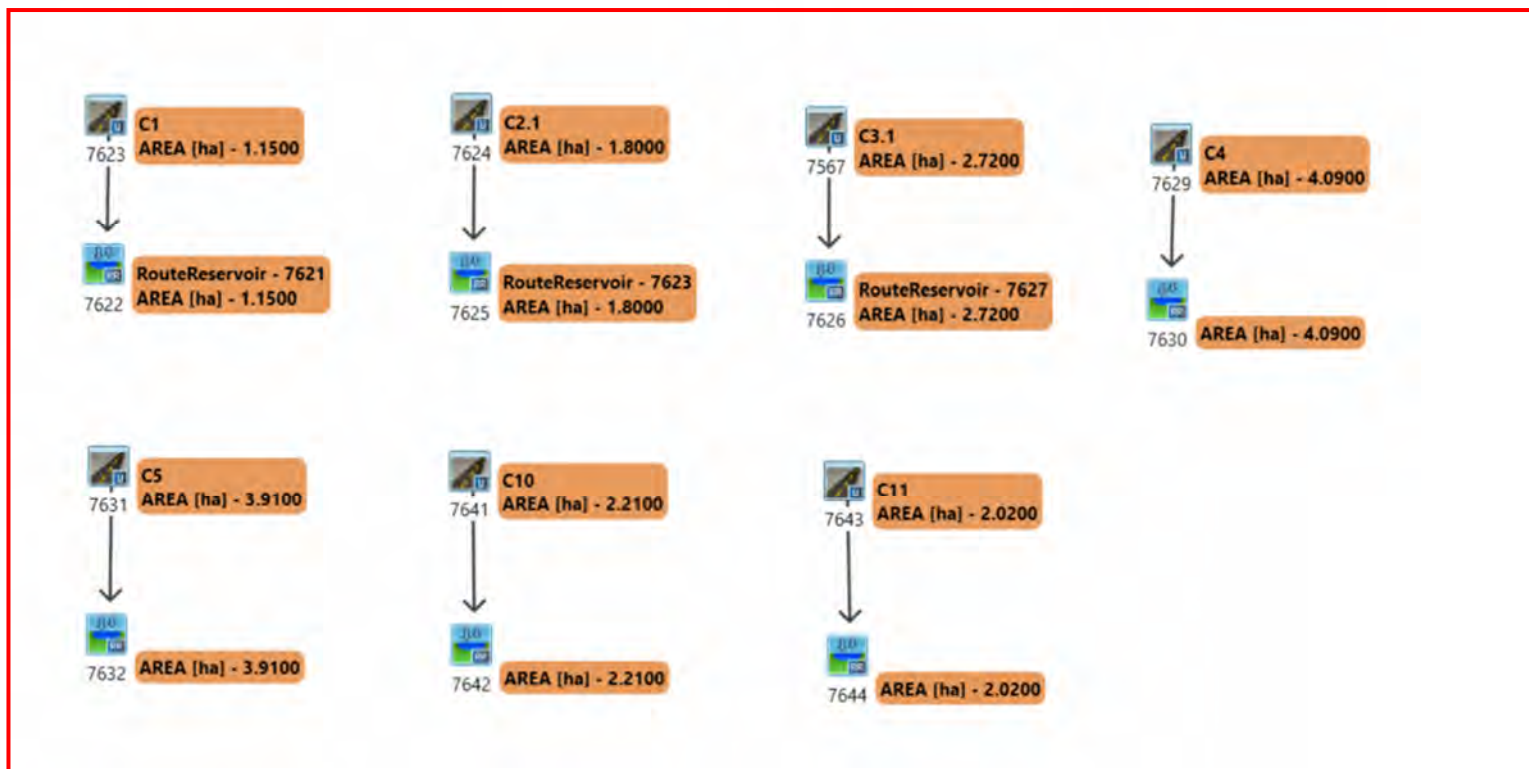 C1
AREA [ha] - 1.1500
7623
RouteReservoir - 7621
AREA [ha] - 1.1500
7622
C2.1
AREA [ha] - 1.8000
7624
RouteReservoir - 7623
AREA [ha] - 1.8000
7625
C3.1
AREA [ha] - 2.7200
7567
RouteReservoir - 7627
AREA [ha] - 2.7200
7626
C4
AREA [ha] - 4.0900
7629
AREA [ha] - 4.0900
7630
C5
AREA [ha] - 3.9100
7631
AREA [ha] - 3.9100
7632
C10
AREA [ha] - 2.2100
7641
AREA [ha] - 2.2100
7642
C11
AREA [ha] - 2.0200
7643
AREA [ha] - 2.0200
7644